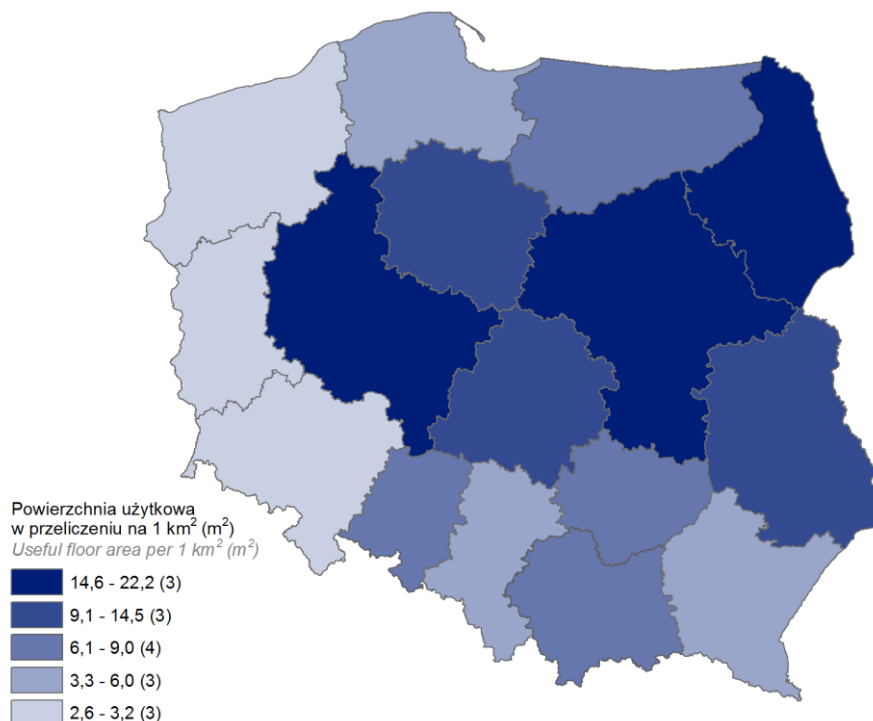 Powierzchnia użytkowa
w przeliczeniu na 1 km² (m²)
Useful floor area per 1 km² (m²)
14,6 - 22,2 (3)
9,1 - 14,5 (3)
6,1 - 9,0 (4)
3,3 - 6,0 (3)
2,6 - 3,2 (3)